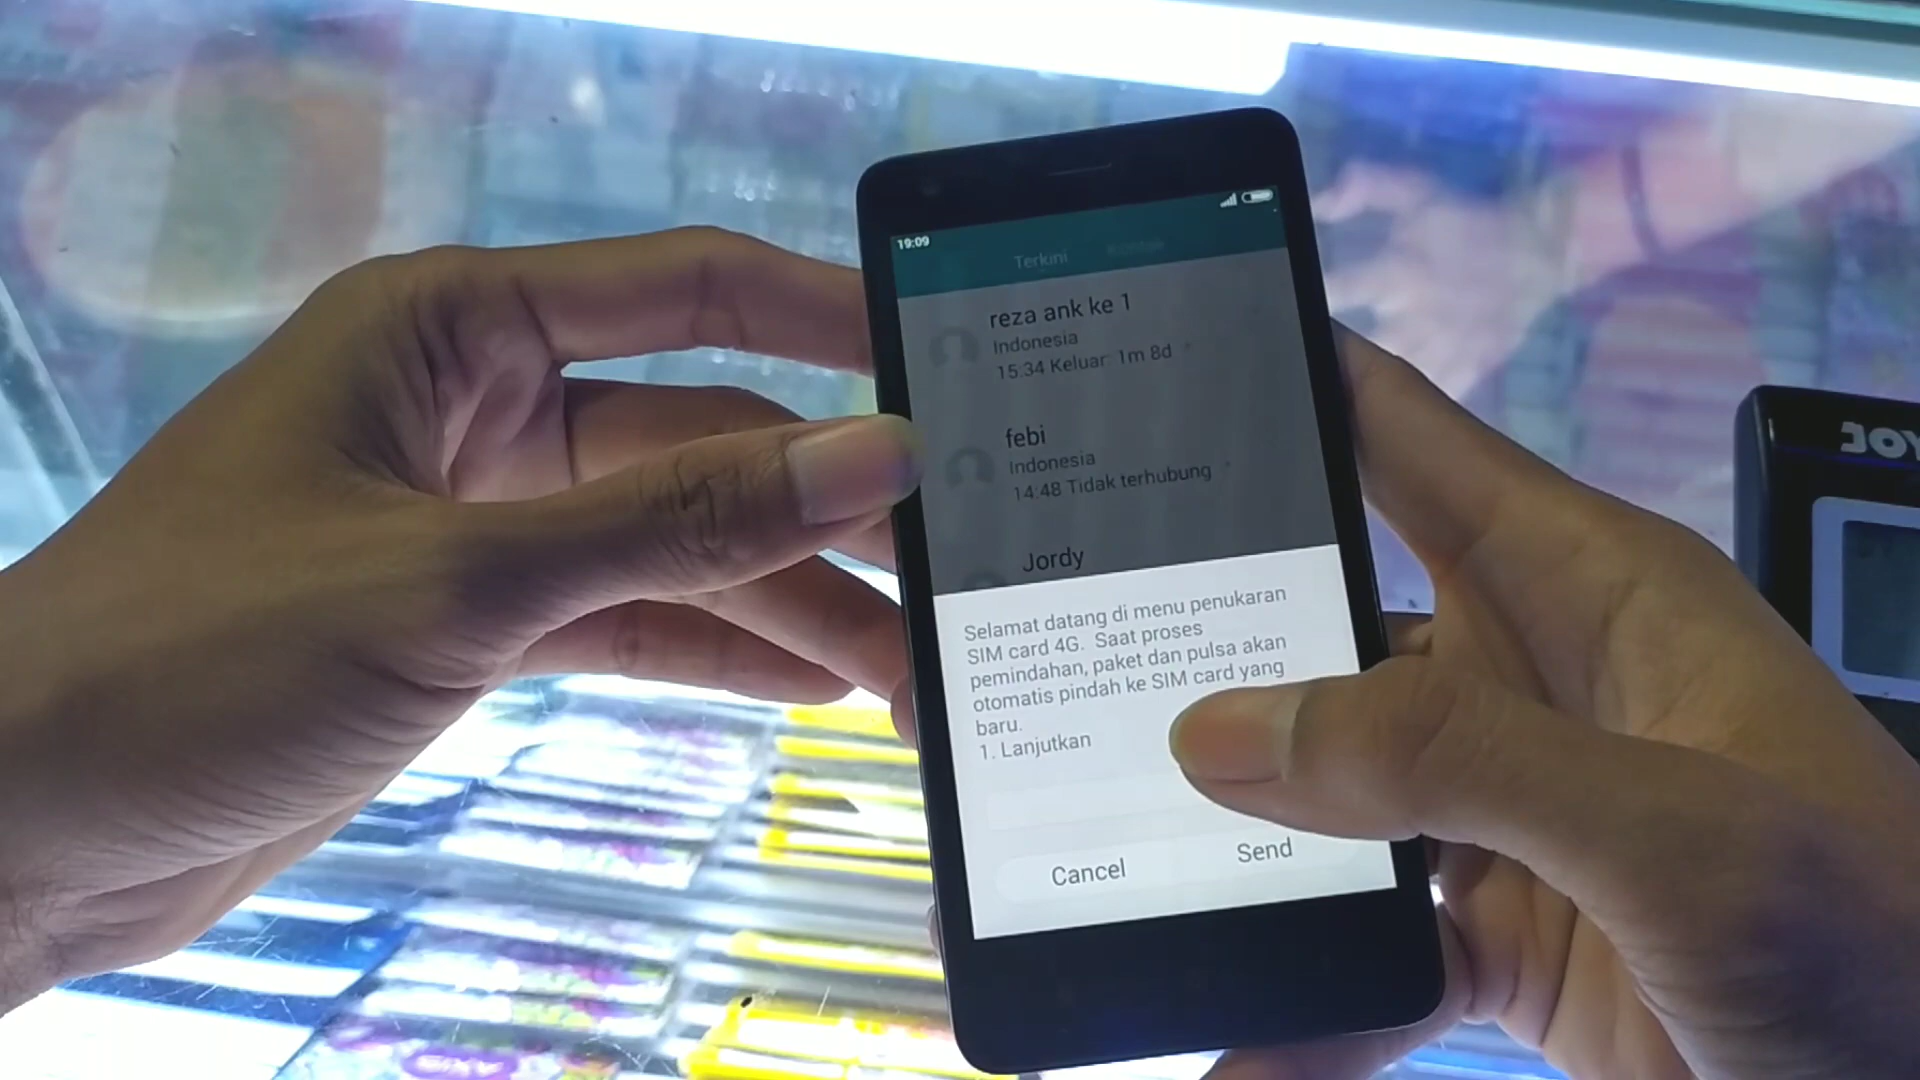 19:09
Terkini
reza ank ke 1
Indonesia
15:34 Keluar: 1m 8d
febi
Indonesia
14:48 Tidak terhubung
Jordy
Selamat datang di menu penukaran
SIM card 4G. Saat proses
pemindahan, paket dan pulsa akan
otomatis pindah ke SIM card yang
baru.
1. Lanjutkan
Cancel
Send
AXIS